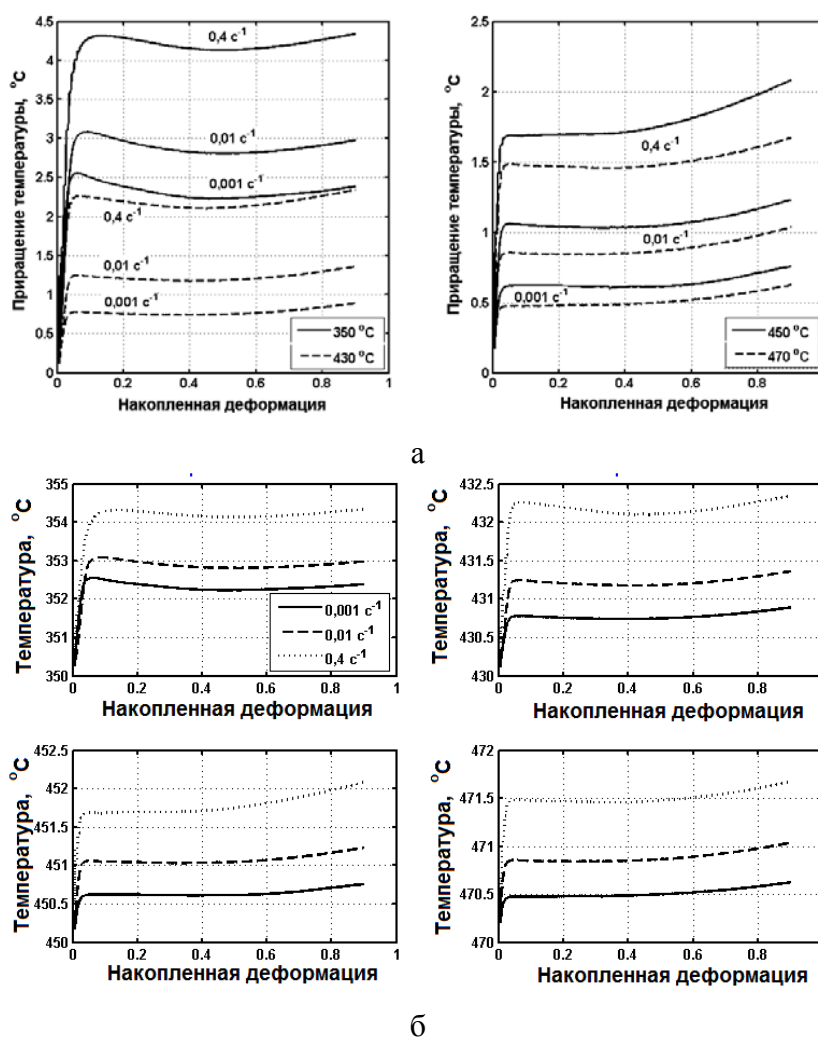 4.5
4
3.5
3
2.5
2
1.5
1
0.5
0
Приращение температуры, °С
0,4 с-1
0,01 с-1
0,001 с-1
0,4 с-1
0,01 с-1
0,001 с-1
350 °С
430 °С
0 0.2 0.4 0.6 0.8 1
Накопленная деформация
2.5
2
1.5
1
0.5
0
Приращение температуры, °С
0,4 с-1
0,01 с-1
0,001 с-1
450 °С
470 °С
0 0.2 0.4 0.6 0.8
Накопленная деформация
а
355
354
353
352
351
350
Температура, °С
0,001 с-1
0,01 с-1
0,4 с-1
0 0.2 0.4 0.6 0.8 1
Накопленная деформация
432.5
432
431.5
431
430.5
430
Температура, °С
0 0.2 0.4 0.6 0.8
Накопленная деформация
452.5
452
451.5
451
450.5
450
Температура, °С
0 0.2 0.4 0.6 0.8 1
Накопленная деформация
472
471.5
471
470.5
470
Температура, °С
0 0.2 0.4 0.6 0.8
Накопленная деформация
б